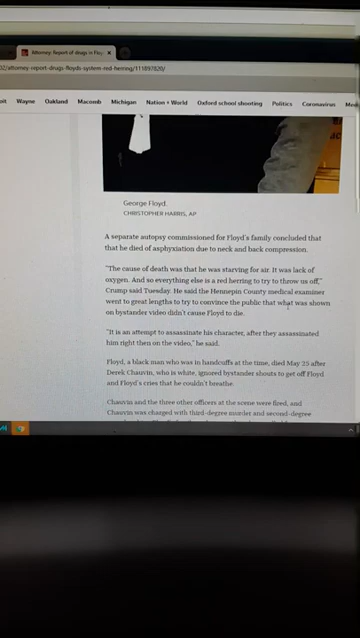 Attorney: Report of drugs in Floy
02/attorney-report-drugs-floyds-system-red-herring/111897020/
oit Wayne Oakland Macomb Michigan Nation + World Oxford school shooting Politics Coronavirus Med
George Floyd.
CHRISTOPHER HARRIS, AP
A separate autopsy commissioned for Floyd's family concluded that
that he died of asphyxiation due to neck and back compression.
"The cause of death was that he was starving for air. It was lack of
oxygen. And so everything else is a red herring to try to throw us off,"
Crump said Tuesday. He said the Hennepin County medical examiner
went to great lengths to try to convince the public that what was shown
on bystander video didn't cause Floyd to die.
"It is an attempt to assassinate his character, after they assassinated
him right then on the video," he said.
Floyd, a black man who was in handcuffs at the time, died May 25 after
Derek Chauvin, who is white, ignored bystander shouts to get off Floyd
and Floyd's cries that he couldn't breathe.
Chauvin and the three other officers at the scene were fired, and
Chauvin was charged with third-degree murder and second-degree